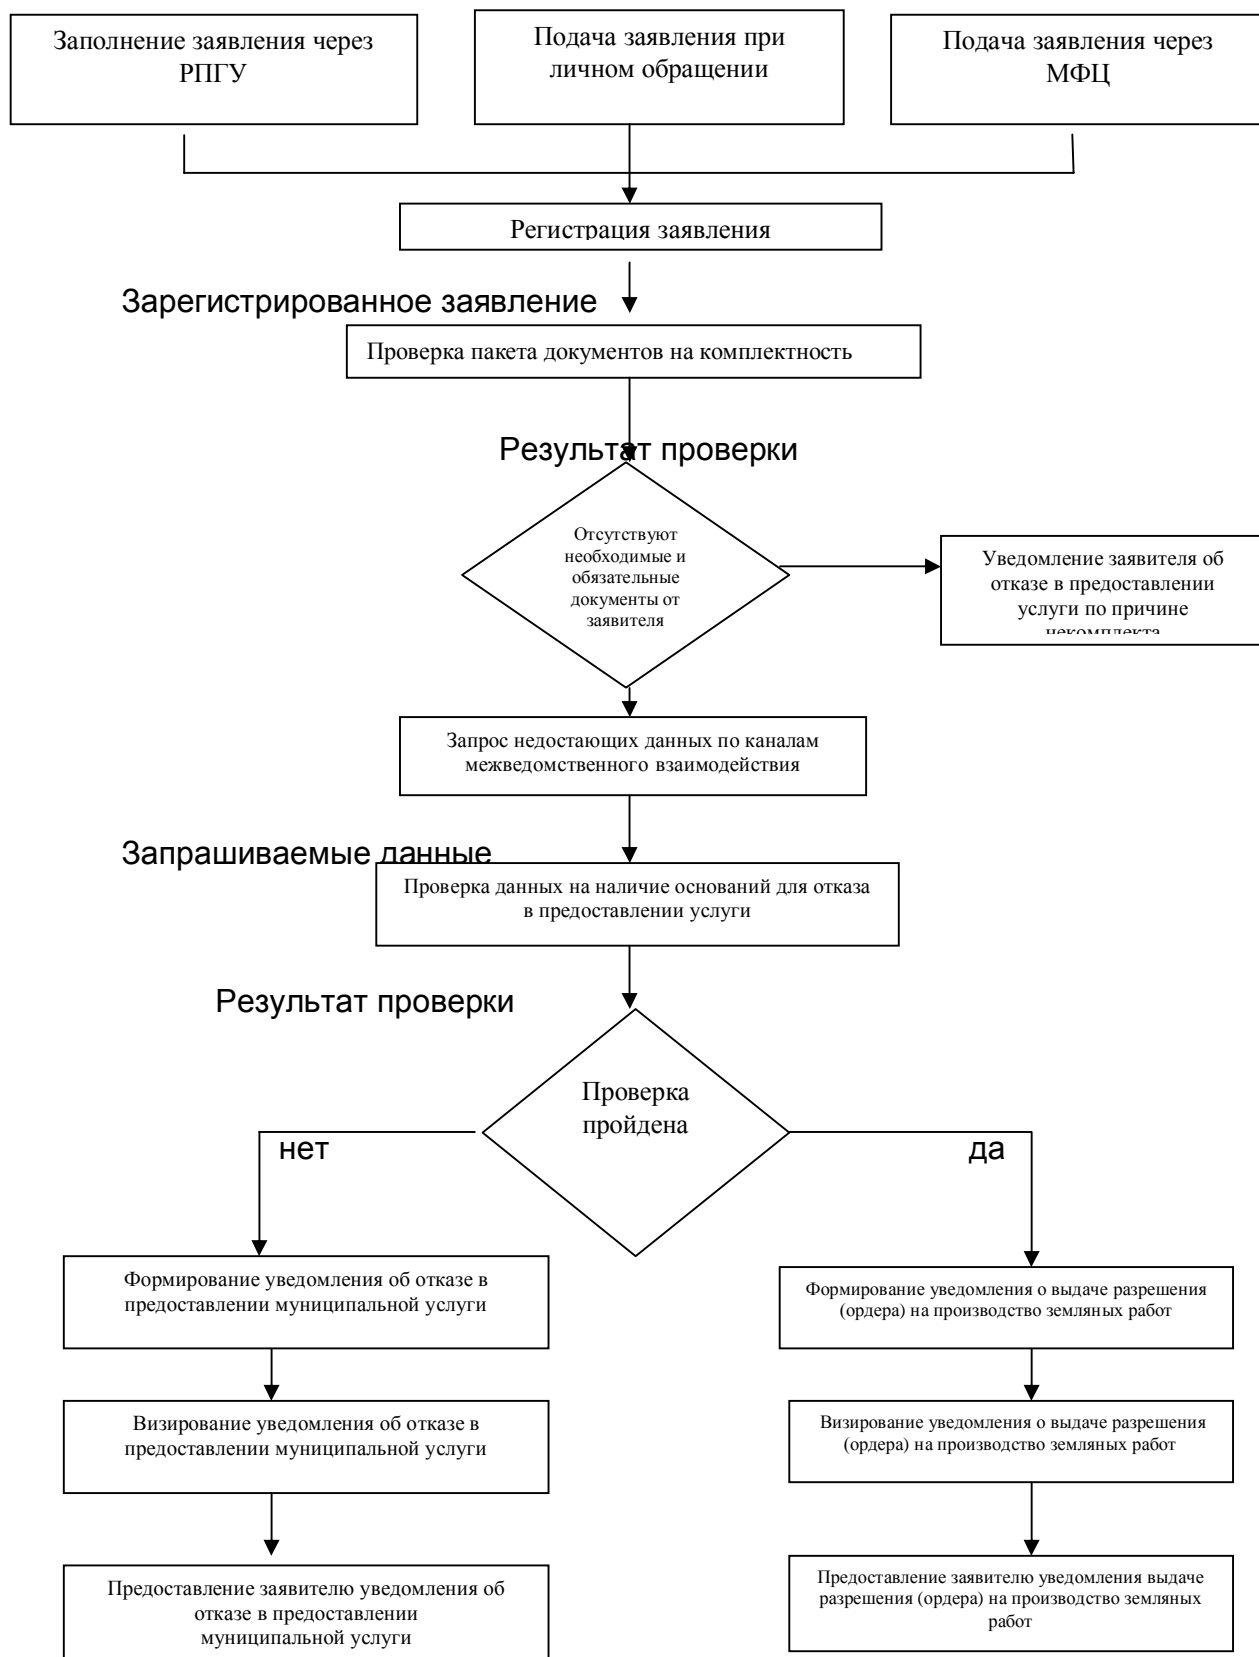 Заполнение заявления через
РПГУ
Подача заявления при
личном обращении
Подача заявления через
МФЦ
Регистрация заявления
Зарегистрированное заявление
Проверка пакета документов на комплектность
Результат проверки
Отсутствуют
необходимые и
обязательные
документы от
заявителя
Уведомление заявителя об
отказе в предоставлении
услуги по причине
некомплекта
Запрос недостающих данных по каналам
межведомственного взаимодействия
Запрашиваемые данные
Проверка данных на наличие оснований для отказа
в предоставлении услуги
Результат проверки
Проверка
пройдена
нет
да
Формирование уведомления об отказе в
предоставлении муниципальной услуги
Формирование уведомления о выдаче разрешения
(ордера) на производство земляных работ
Визирование уведомления об отказе в
предоставлении муниципальной услуги
Визирование уведомления о выдаче разрешения
(ордера) на производство земляных работ
Предоставление заявителю уведомления об
отказе в предоставлении
муниципальной услуги
Предоставление заявителю уведомления выдаче
разрешения (ордера) на производство земляных
работ